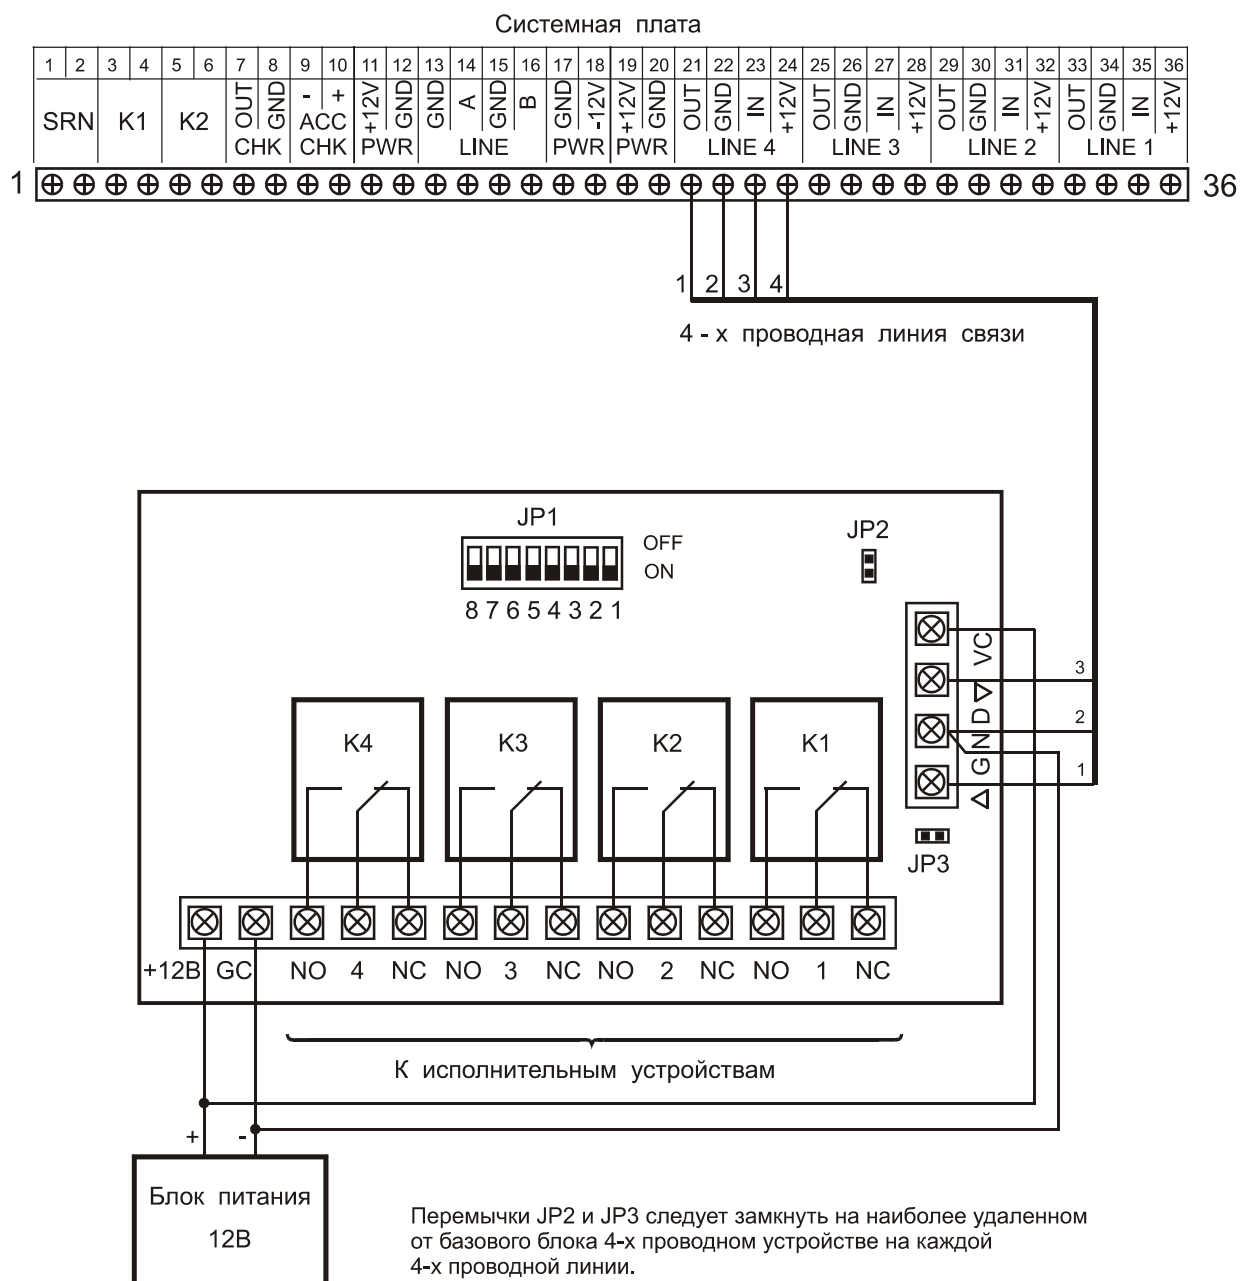 Системная плата
1 2 3 4 5 6 7 8 9 10 11 12 13 14 15 16 17 18 19 20 21 22 23 24 25 26 27 28 29 30 31 32 33 34 35 36
SRN K1 K2 OUT GND - + +12V GND GND A GND B GND -12V +12V GND OUT GND IN +12V OUT GND IN +12V OUT GND IN +12V OUT GND IN +12V
ACC
CHK CHK PWR LINE PWR PWR LINE 4 LINE 3 LINE 2 LINE 1
1 36
1 2 3 4
4 - х проводная линия связи
JP1
OFF
ON
8 7 6 5 4 3 2 1
JP2
VC
3
2
GND
1
K4 K3 K2 K1
JP3
+12В GC NO 4 NC NO 3 NC NO 2 NC NO 1 NC
К исполнительным устройствам
+ -
Блок питания
12В
Перемычки JP2 и JP3 следует замкнуть на наиболее удаленном
от базового блока 4-х проводном устройстве на каждой
4-х проводной линии.